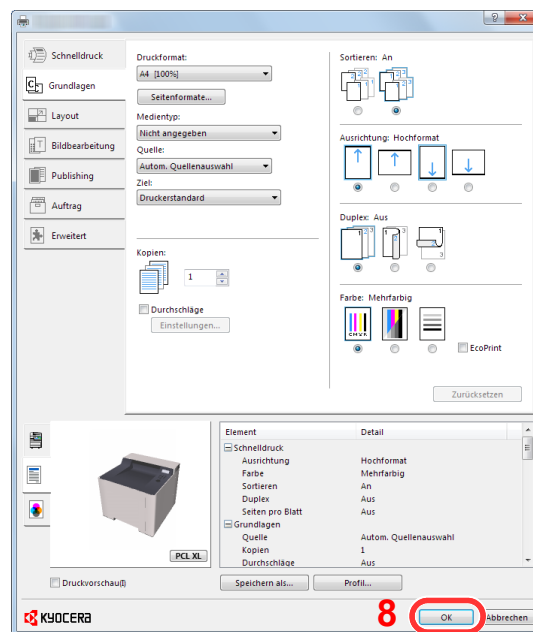 Schnelldruck
Grundlagen
Layout
Bildbearbeitung
Publishing
Auftrag
Erweitert
Druckformat:
A4 [100%]
Seitenformate...
Medientyp:
Nicht angegeben
Quelle:
Autom. Quellenauswahl
Ziel:
Druckerstandard
Kopien:
1
Durchschläge
Einstellungen...
Sortieren: An
Ausrichtung: Hochformat
Duplex: Aus
Farbe: Mehrfarbig
CMYK
EcoPrint
Zurücksetzen
PCL XL
Druckvorschau(I)
Element Detail
Schnelldruck
Ausrichtung Hochformat
Farbe Mehrfarbig
Sortieren An
Duplex Aus
Seiten pro Blatt Aus
Grundlagen
Quelle Autom. Quellenauswahl
Kopien 1
Durchschläge Aus
Speichern als... Profil...
KYOCERA
8 OK Abbrechen